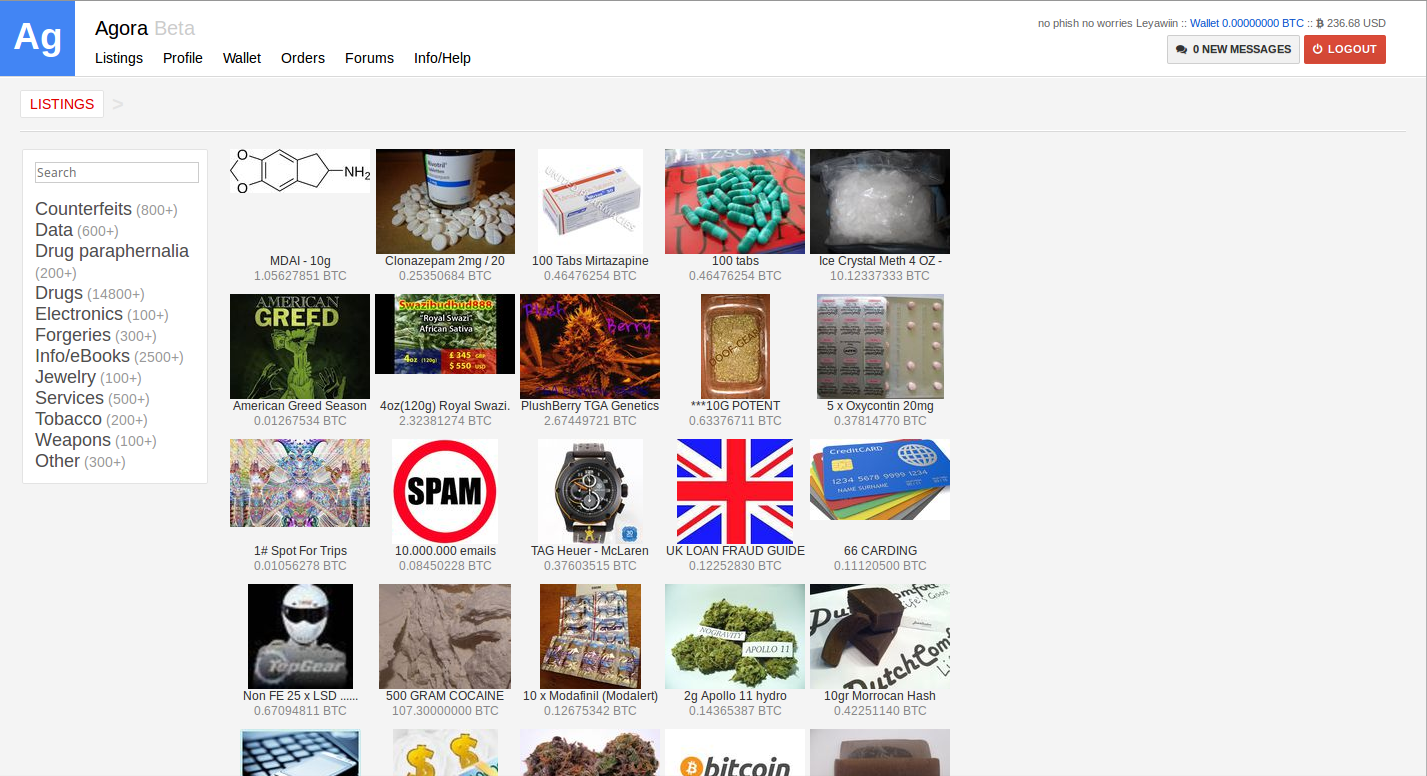 Ag
Agora Beta
no phish no worries Leyawiin :: Wallet 0.00000000 BTC :: ฿ 236.68 USD
Listings Profile Wallet Orders Forums Info/Help
0 NEW MESSAGES LOGOUT
LISTINGS >
Search
Counterfeits (800+)
Data (600+)
Drug paraphernalia
(200+)
Drugs (14800+)
Electronics (100+)
Forgeries (300+)
Info/eBooks (2500+)
Jewelry (100+)
Services (500+)
Tobacco (200+)
Weapons (100+)
Other (300+)
O
O
NH2
MDAI - 10g
1.05627851 BTC
Rivotril
Clonazepam 2mg / 20
0.25350684 BTC
100 Tabs Mirtazapine
0.46476254 BTC
100 tabs
0.46476254 BTC
Ice Crystal Meth 4 OZ -
10.12337333 BTC
AMERICAN
GREED
American Greed Season
0.01267534 BTC
Swazibudbud888
"Royal Swazi"
African Sativa
4oz (120g) £ 345 GBP
$ 550 USD
4oz(120g) Royal Swazi.
2.32381274 BTC
Plush
Berry
PlushBerry TGA Genetics
2.67449721 BTC
***10G POTENT
0.63376711 BTC
5 x Oxycontin 20mg
0.37814770 BTC
1# Spot For Trips
0.01056278 BTC
SPAM
10.000.000 emails
0.08450228 BTC
TAG Heuer - McLaren
0.37603515 BTC
UK LOAN FRAUD GUIDE
0.12252830 BTC
CreditCARD
1234 5678 9999 1234
NAME SURNAME
66 CARDING
0.11120500 BTC
TopGear
Non FE 25 x LSD ......
0.67094811 BTC
500 GRAM COCAINE
107.30000000 BTC
10 x Modafinil (Modalert)
0.12675342 BTC
NOGRAVITY
APOLLO 11
2g Apollo 11 hydro
0.14365387 BTC
DutchComfort
Life's Good
DutchComf
10gr Morrocan Hash
0.42251140 BTC
bitcoin